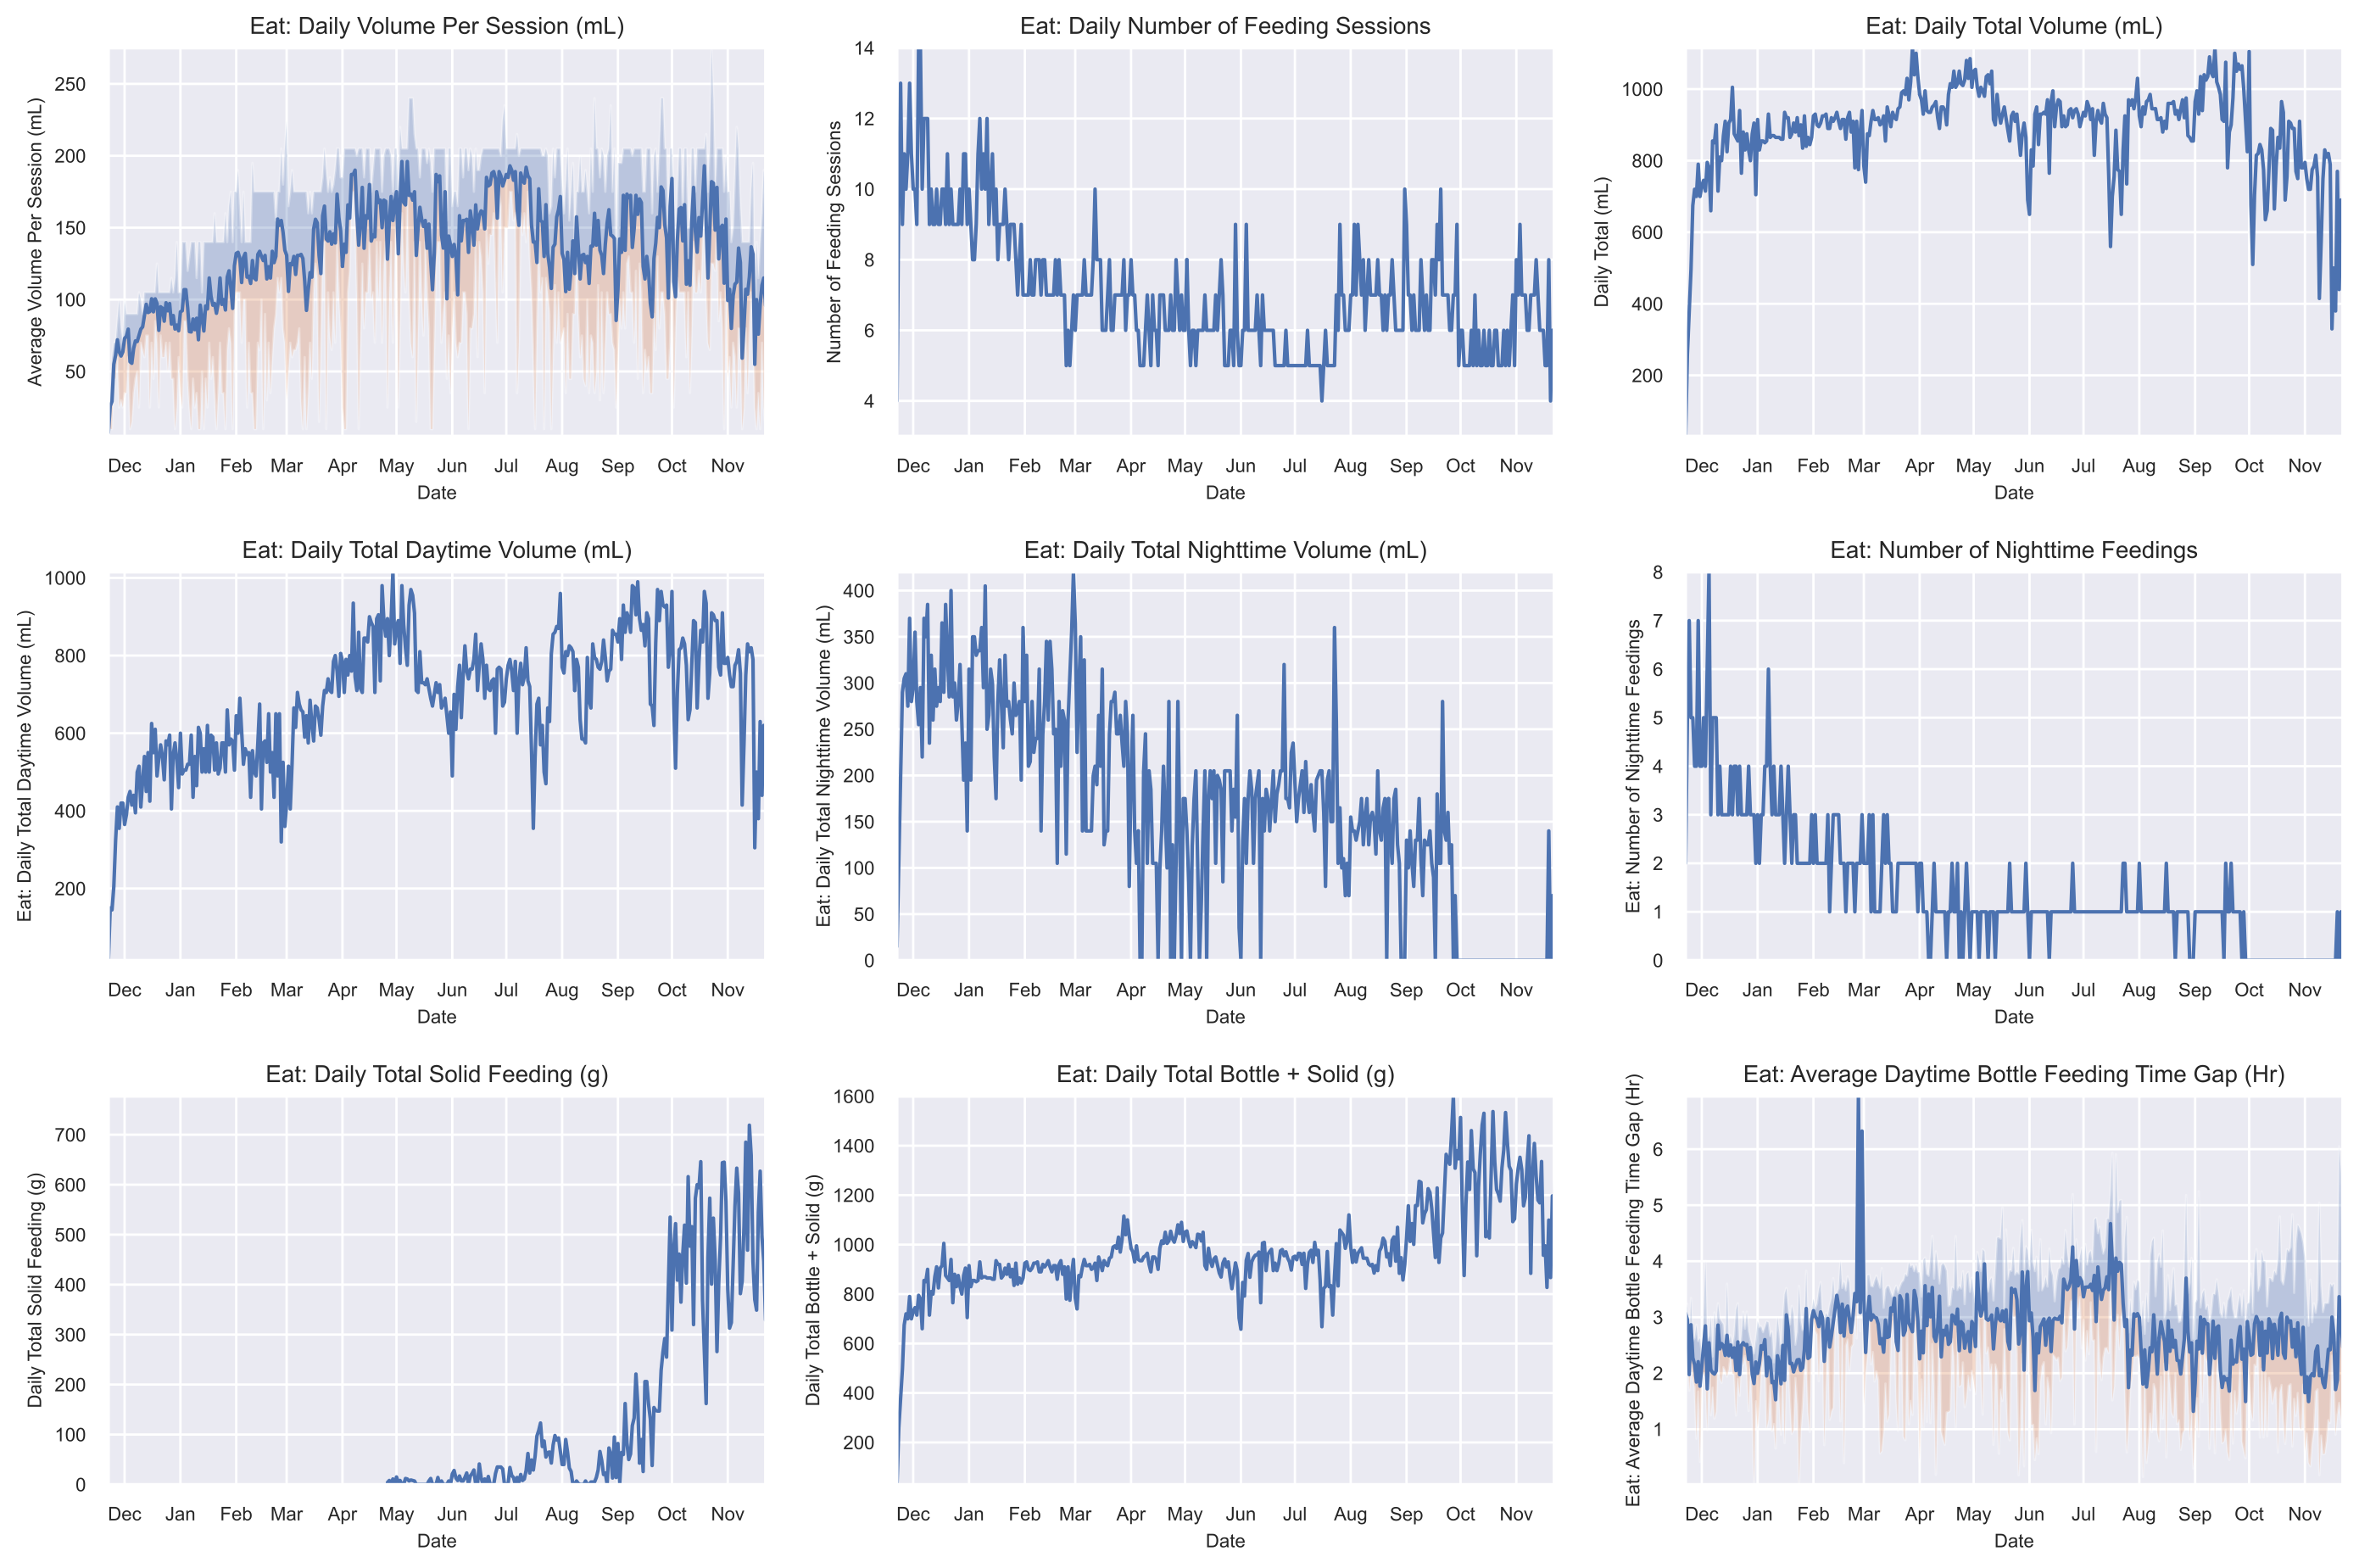 Eat: Daily Volume Per Session (mL)
Average Volume Per Session (mL)
250
200
150
100
50
Dec Jan Feb Mar Apr May Jun Jul Aug Sep Oct Nov
Date
Eat: Daily Number of Feeding Sessions
Number of Feeding Sessions
14
12
10
8
6
4
Dec Jan Feb Mar Apr May Jun Jul Aug Sep Oct Nov
Date
Eat: Daily Total Volume (mL)
Daily Total (mL)
1000
800
600
400
200
Dec Jan Feb Mar Apr May Jun Jul Aug Sep Oct Nov
Date
Eat: Daily Total Daytime Volume (mL)
Eat: Daily Total Daytime Volume (mL)
1000
800
600
400
200
Dec Jan Feb Mar Apr May Jun Jul Aug Sep Oct Nov
Date
Eat: Daily Total Nighttime Volume (mL)
Eat: Daily Total Nighttime Volume (mL)
400
350
300
250
200
150
100
50
0
Dec Jan Feb Mar Apr May Jun Jul Aug Sep Oct Nov
Date
Eat: Number of Nighttime Feedings
Eat: Number of Nighttime Feedings
8
7
6
5
4
3
2
1
0
Dec Jan Feb Mar Apr May Jun Jul Aug Sep Oct Nov
Date
Eat: Daily Total Solid Feeding (g)
Daily Total Solid Feeding (g)
700
600
500
400
300
200
100
0
Dec Jan Feb Mar Apr May Jun Jul Aug Sep Oct Nov
Date
Eat: Daily Total Bottle + Solid (g)
Daily Total Bottle + Solid (g)
1600
1400
1200
1000
800
600
400
200
Dec Jan Feb Mar Apr May Jun Jul Aug Sep Oct Nov
Date
Eat: Average Daytime Bottle Feeding Time Gap (Hr)
Eat: Average Daytime Bottle Feeding Time Gap (Hr)
6
5
4
3
2
1
Dec Jan Feb Mar Apr May Jun Jul Aug Sep Oct Nov
Date